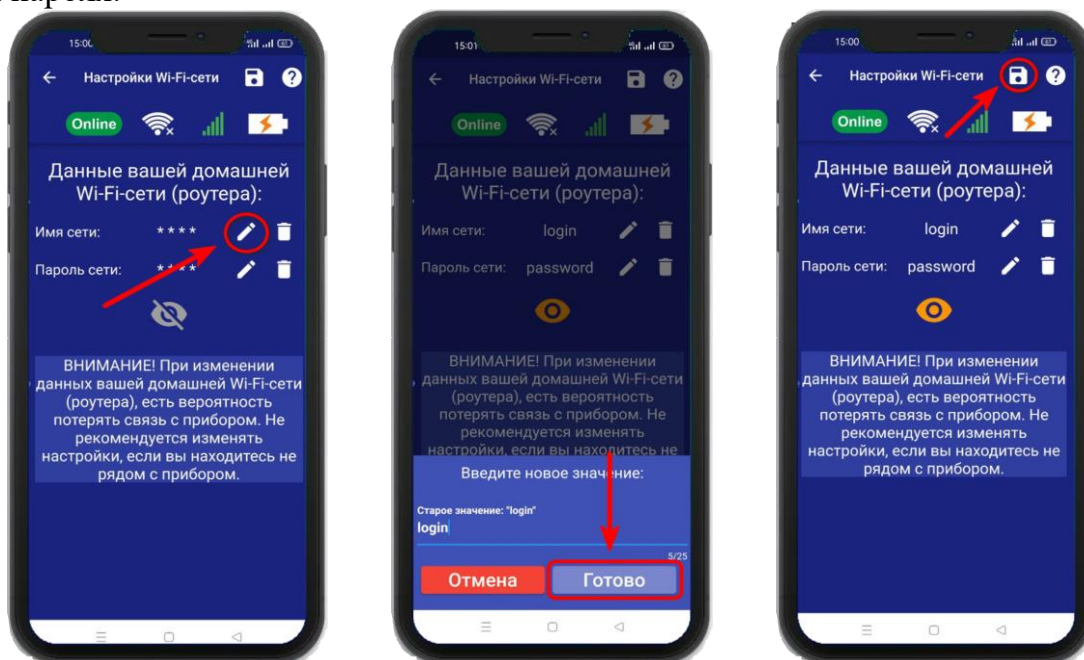 пароля.
15:00
Настройки Wi-Fi-сети
Online
Данные вашей домашней
Wi-Fi-сети (роутера):
Имя сети: ****
Пароль сети: ****
ВНИМАНИЕ! При изменении
данных вашей домашней Wi-Fi-сети
(роутера), есть вероятность
потерять связь с прибором. Не
рекомендуется изменять
настройки, если вы находитесь не
рядом с прибором.
15:01
Настройки Wi-Fi-сети
Online
Данные вашей домашней
Wi-Fi-сети (роутера):
Имя сети: login
Пароль сети: password
ВНИМАНИЕ! При изменении
данных вашей домашней Wi-Fi-сети
(роутера), есть вероятность
потерять связь с прибором. Не
рекомендуется изменять
настройки, если вы находитесь не
Введите новое значение:
Старое значение: "login"
login
5/25
Отмена Готово
15:00
Настройки Wi-Fi-сети
Online
Данные вашей домашней
Wi-Fi-сети (роутера):
Имя сети: login
Пароль сети: password
ВНИМАНИЕ! При изменении
данных вашей домашней Wi-Fi-сети
(роутера), есть вероятность
потерять связь с прибором. Не
рекомендуется изменять
настройки, если вы находитесь не
рядом с прибором.